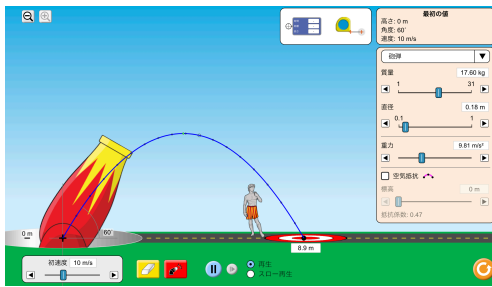 最初の値
高さ: 0 m
角度: 60°
速度: 10 m/s
砲弾
質量 17.60 kg
1 31
直径 0.18 m
0.1 1
重力 9.81 m/s²
空気抵抗
標高 0 m
抵抗係数: 0.47
0 m
60°
8.9 m
初速度 10 m/s
再生
スロー再生